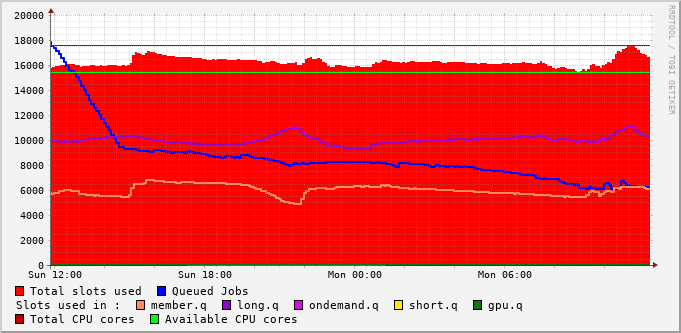 20000
18000
16000
14000
12000
10000
8000
6000
4000
2000
0
Sun 12:00 Sun 18:00 Mon 00:00 Mon 06:00
RRDTOOL / TOBI OETIKER
Total slots used Queued Jobs
Slots used in : member.q long.q ondemand.q short.q gpu.q
Total CPU cores Available CPU cores